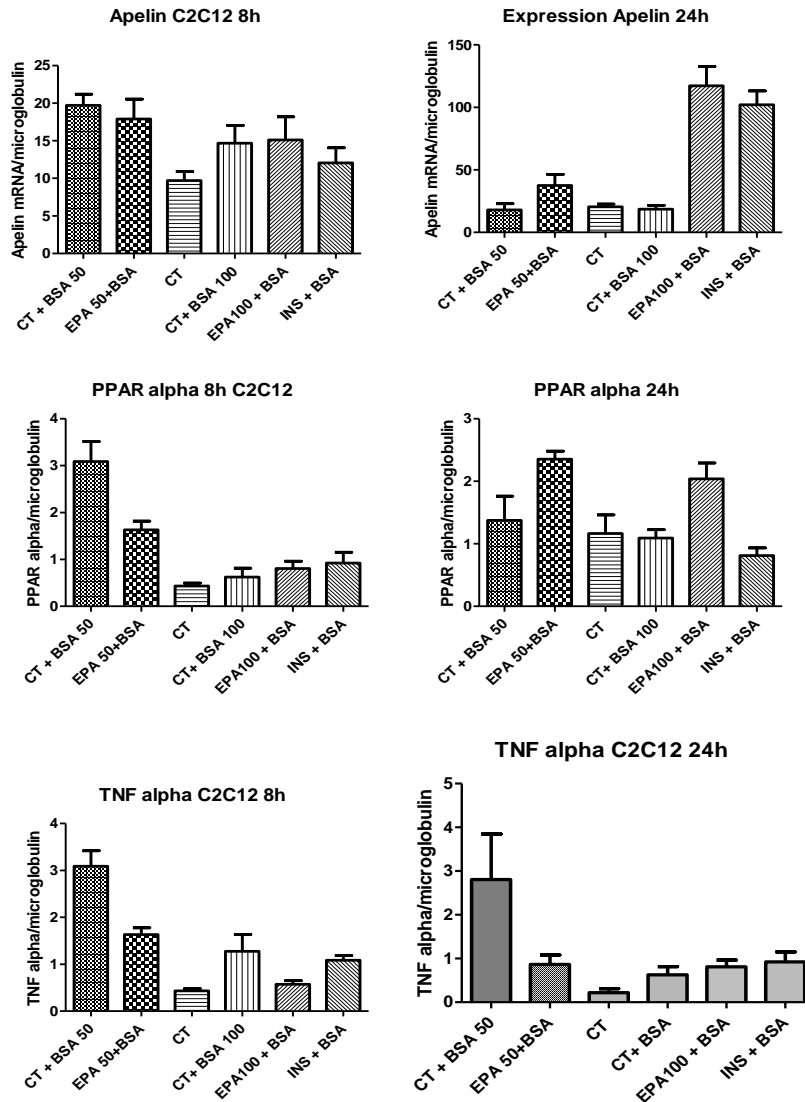 Apelin C2C12 8h
Apelin mRNA/microglobulin
25
20
15
10
5
0
CT + BSA 50
EPA 50+BSA
CT
CT+ BSA 100
EPA100 + BSA
INS + BSA
Expression Apelin 24h
Apelin mRNA/microglobulin
150
100
50
0
CT + BSA 50
EPA 50+BSA
CT
CT+ BSA 100
EPA100 + BSA
INS + BSA
PPAR alpha 8h C2C12
PPAR alpha/microglobulin
4
3
2
1
0
CT + BSA 50
EPA 50+BSA
CT
CT+ BSA 100
EPA100 + BSA
INS + BSA
PPAR alpha 24h
PPAR alpha/microglobulin
3
2
1
0
CT + BSA 50
EPA 50+BSA
CT
CT+ BSA 100
EPA100 + BSA
INS + BSA
TNF alpha C2C12 8h
TNF alpha/microglobulin
4
3
2
1
0
CT + BSA 50
EPA 50+BSA
CT
CT+ BSA 100
EPA100 + BSA
INS + BSA
TNF alpha C2C12 24h
TNF alpha/microglobulin
5
4
3
2
1
0
CT + BSA 50
EPA 50+BSA
CT
CT+ BSA
EPA100 + BSA
INS + BSA